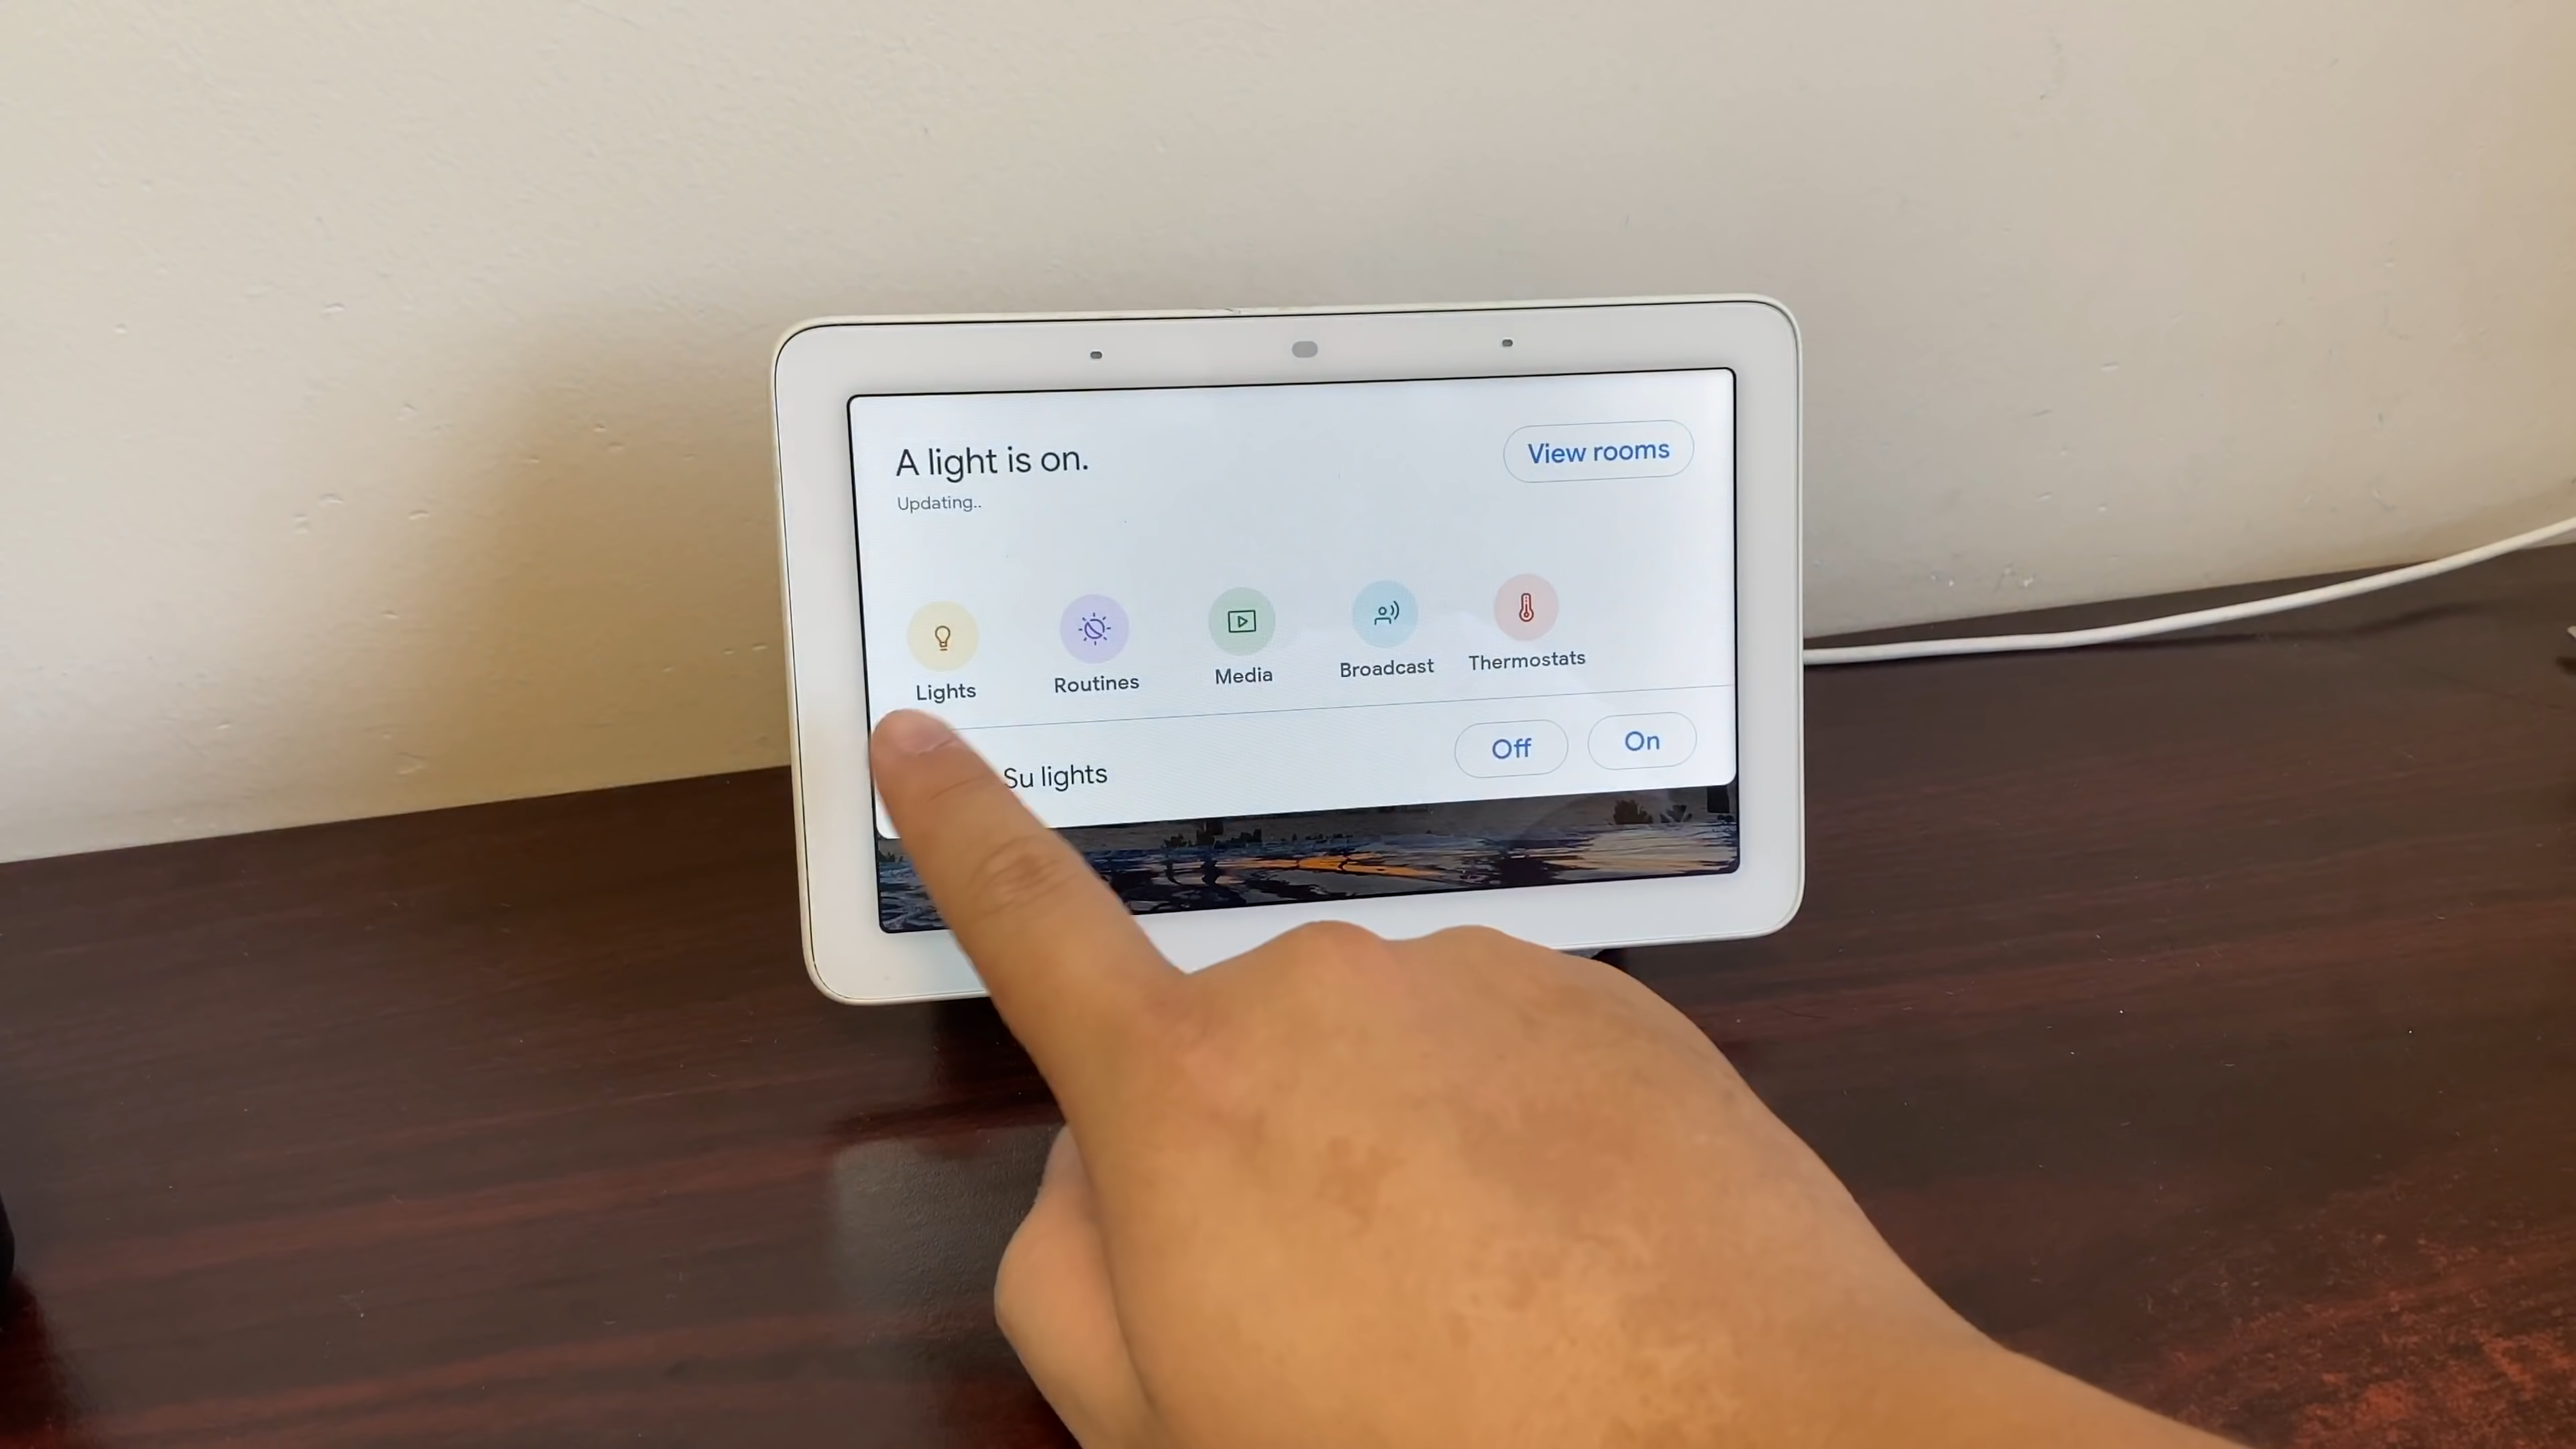 A light is on.
View rooms
Updating..
Lights
Routines
Media
Broadcast
Thermostats
Su lights
Off
On